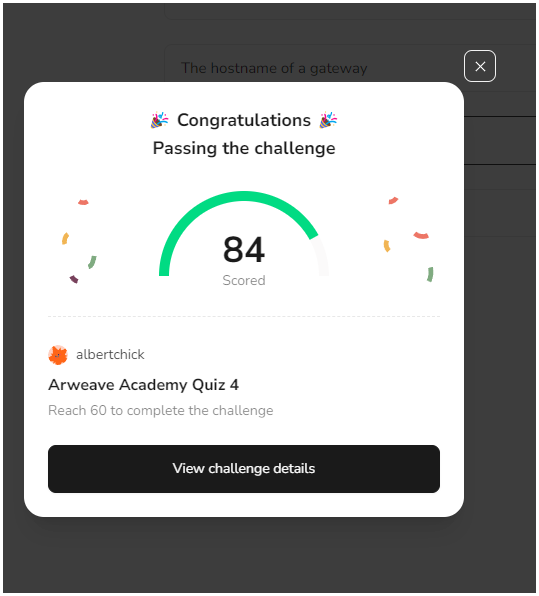 The hostname of a gateway
🎉 Congratulations 🎉
Passing the challenge
84
Scored
albertchick
Arweave Academy Quiz 4
Reach 60 to complete the challenge
View challenge details